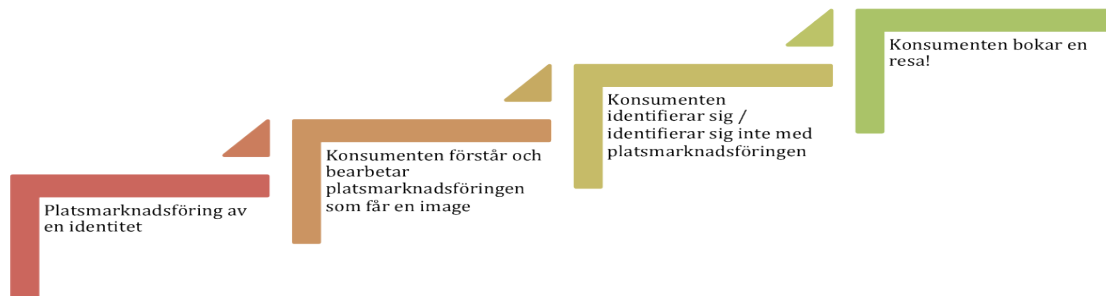 Platsmarknadsföring av
en identitet
Konsumenten förstår och
bearbetar
platsmarknadsföringen
som får en image
Konsumenten
identifierar sig /
identifierar sig inte med
platsmarknadsföringen
Konsumenten bokar en
resa!